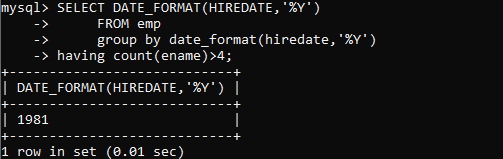 mysql> SELECT DATE_FORMAT(HIREDATE,'%Y')
    ->       FROM emp
    ->       group by date_format(hiredate,'%Y')
    -> having count(ename)>4;
+----------------------------+
| DATE_FORMAT(HIREDATE,'%Y') |
+----------------------------+
| 1981                       |
+----------------------------+
1 row in set (0.01 sec)